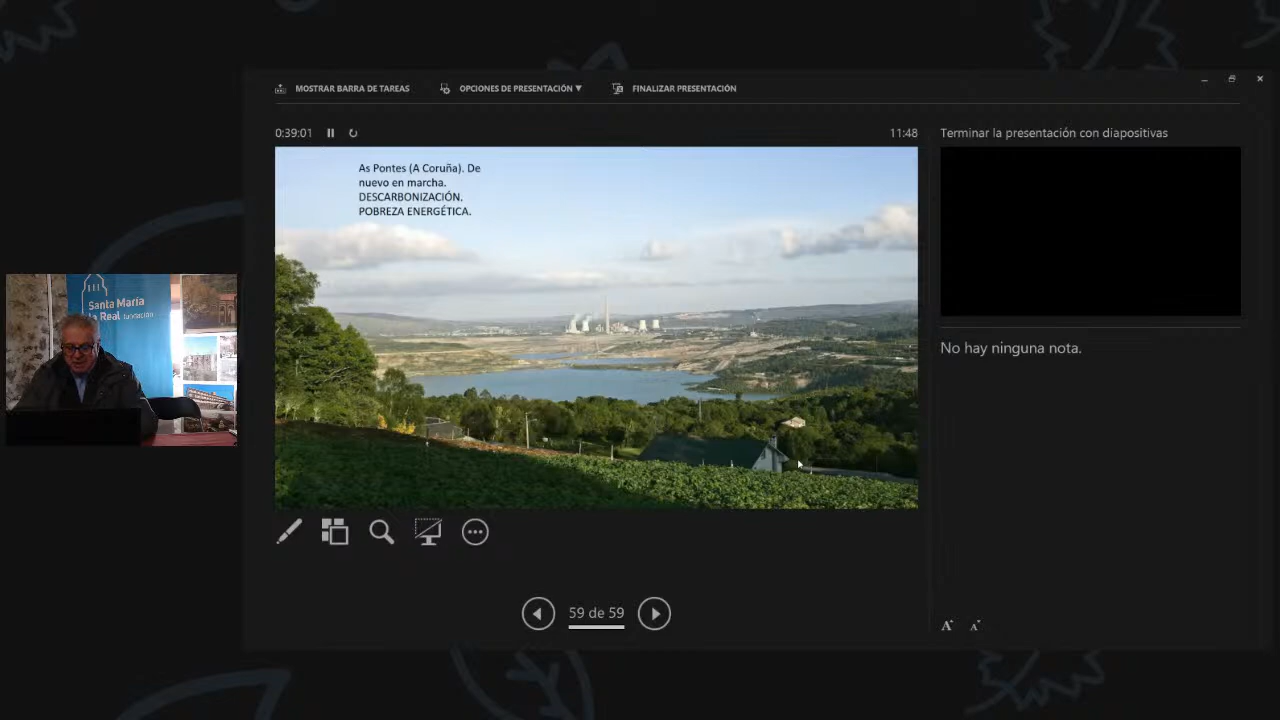 MOSTRAR BARRA DE TAREAS
OPCIONES DE PRESENTACIÓN ▼
FINALIZAR PRESENTACIÓN
0:39:01
11:48
Terminar la presentación con diapositivas
As Pontes (A Coruña). De
nuevo en marcha.
DESCARBONIZACIÓN.
POBREZA ENERGÉTICA.
Santa María
la Real fundación
No hay ninguna nota.
59 de 59
A A